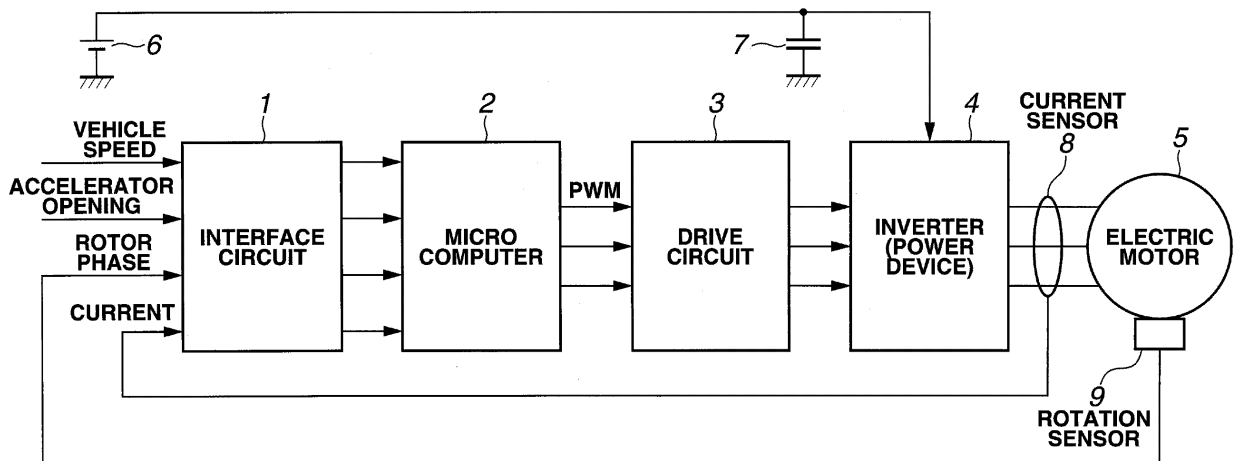 6
7
1
2
3
4
CURRENT
SENSOR
8
5
VEHICLE
SPEED
ACCELERATOR
OPENING
ROTOR
PHASE
CURRENT
INTERFACE
CIRCUIT
MICRO
COMPUTER
PWM
DRIVE
CIRCUIT
INVERTER
(POWER
DEVICE)
ELECTRIC
MOTOR
9
ROTATION
SENSOR